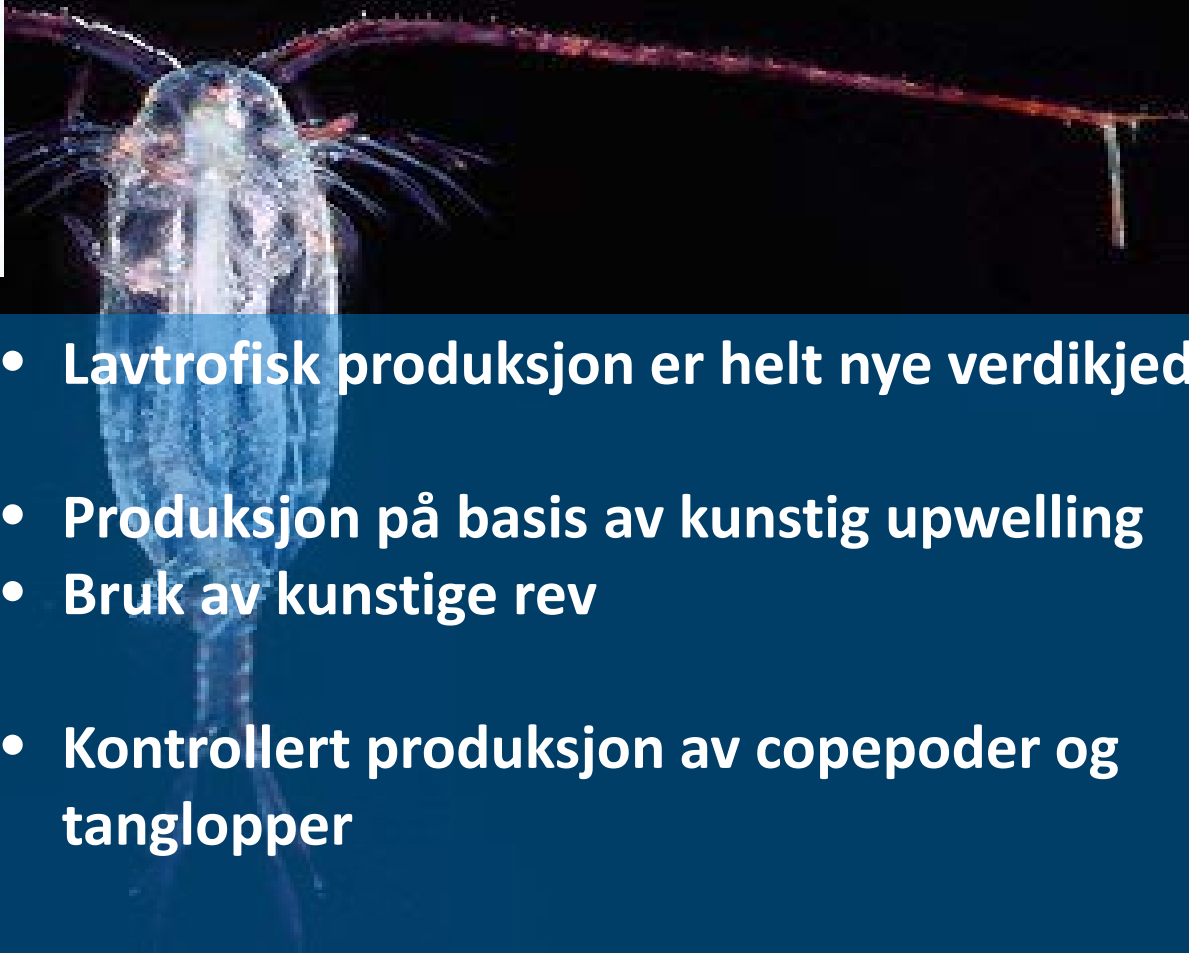 • Lavtrofisk produksjon er helt nye verdikjed
• Produksjon på basis av kunstig upwelling
• Bruk av kunstige rev
• Kontrollert produksjon av copepoder og
tanglopper